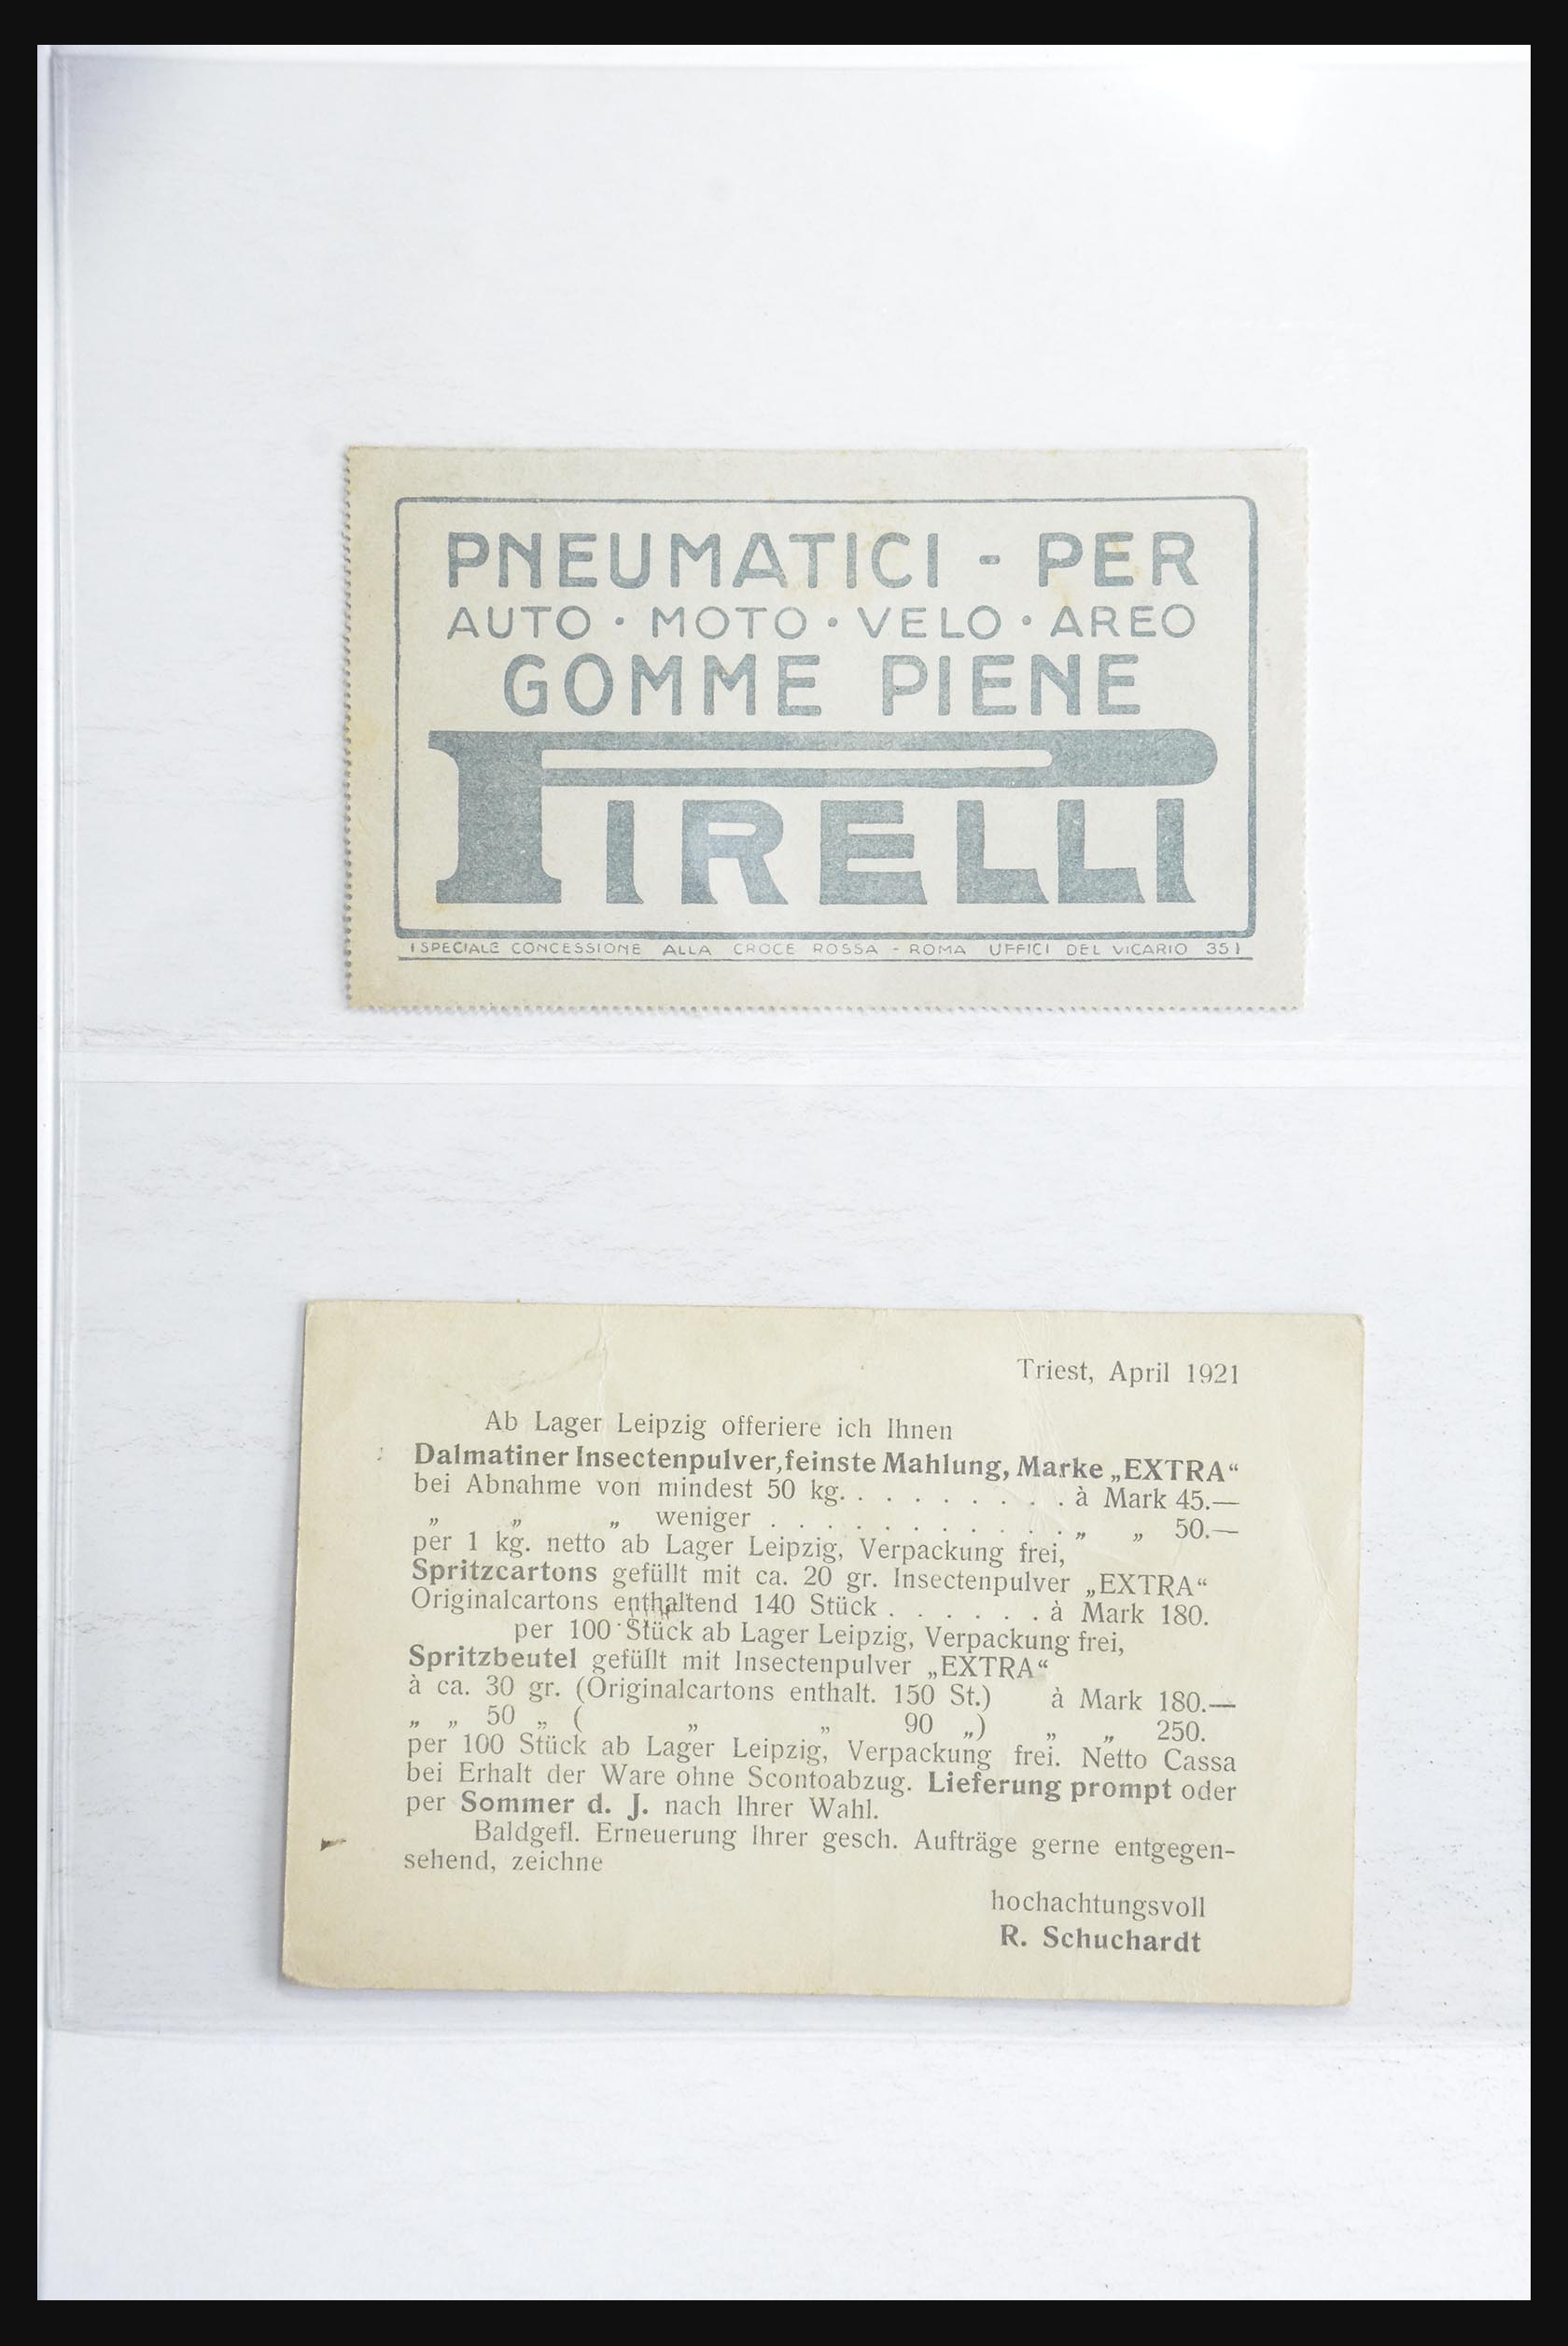 PNEUMATICI - PER
AUTO · MOTO · VELO · AREO
GOMME PIENE
PIRELLI
(SPECIALE CONCESSIONE ALLA CROCE ROSSA - ROMA UFFICI DEL VICARIO 35)
Triest, April 1921
Ab Lager Leipzig offeriere ich Ihnen
Dalmatiner Insectenpulver, feinste Mahlung, Marke „EXTRA“
bei Abnahme von mindest 50 kg. . . . . . . . . à Mark 45.—
„ „ „ weniger . . . . . . . . . . . „ „ 50.—
per 1 kg. netto ab Lager Leipzig, Verpackung frei,
Spritzcartons gefüllt mit ca. 20 gr. Insectenpulver „EXTRA“
Originalcartons enthaltend 140 Stück . . . . . . à Mark 180.
per 100 Stück ab Lager Leipzig, Verpackung frei,
Spritzbeutel gefüllt mit Insectenpulver „EXTRA“
à ca. 30 gr. (Originalcartons enthalt. 150 St.) à Mark 180.—
„ „ 50 „ ( „ „ 90 „) „ „ 250.
per 100 Stück ab Lager Leipzig, Verpackung frei. Netto Cassa
bei Erhalt der Ware ohne Scontoabzug. Lieferung prompt oder
per Sommer d. J. nach Ihrer Wahl.
Baldgefl. Erneuerung Ihrer gesch. Aufträge gerne entgegen-
sehend, zeichne
hochachtungsvoll
R. Schuchardt